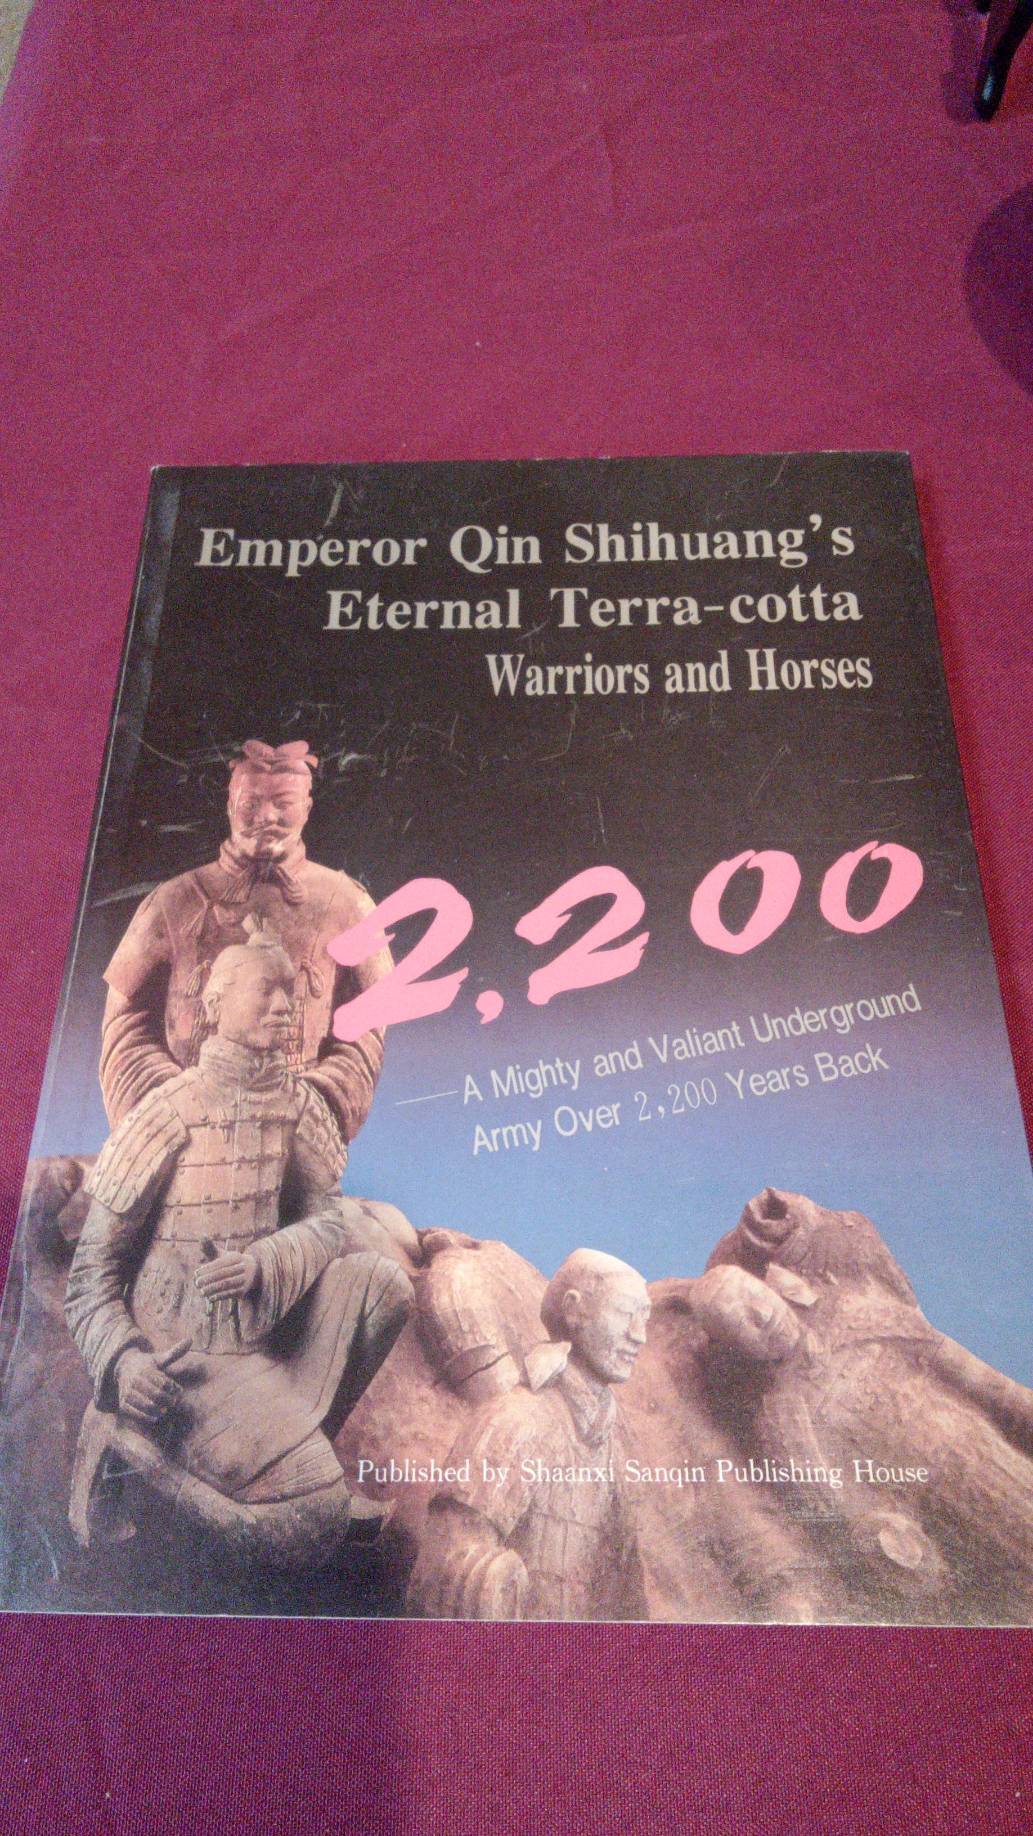 Emperor Qin Shihuang's
Eternal Terra-cotta
Warriors and Horses
2,200
——A Mighty and Valiant Underground
Army Over 2,200 Years Back
Published by Shaanxi Sanqin Publishing House